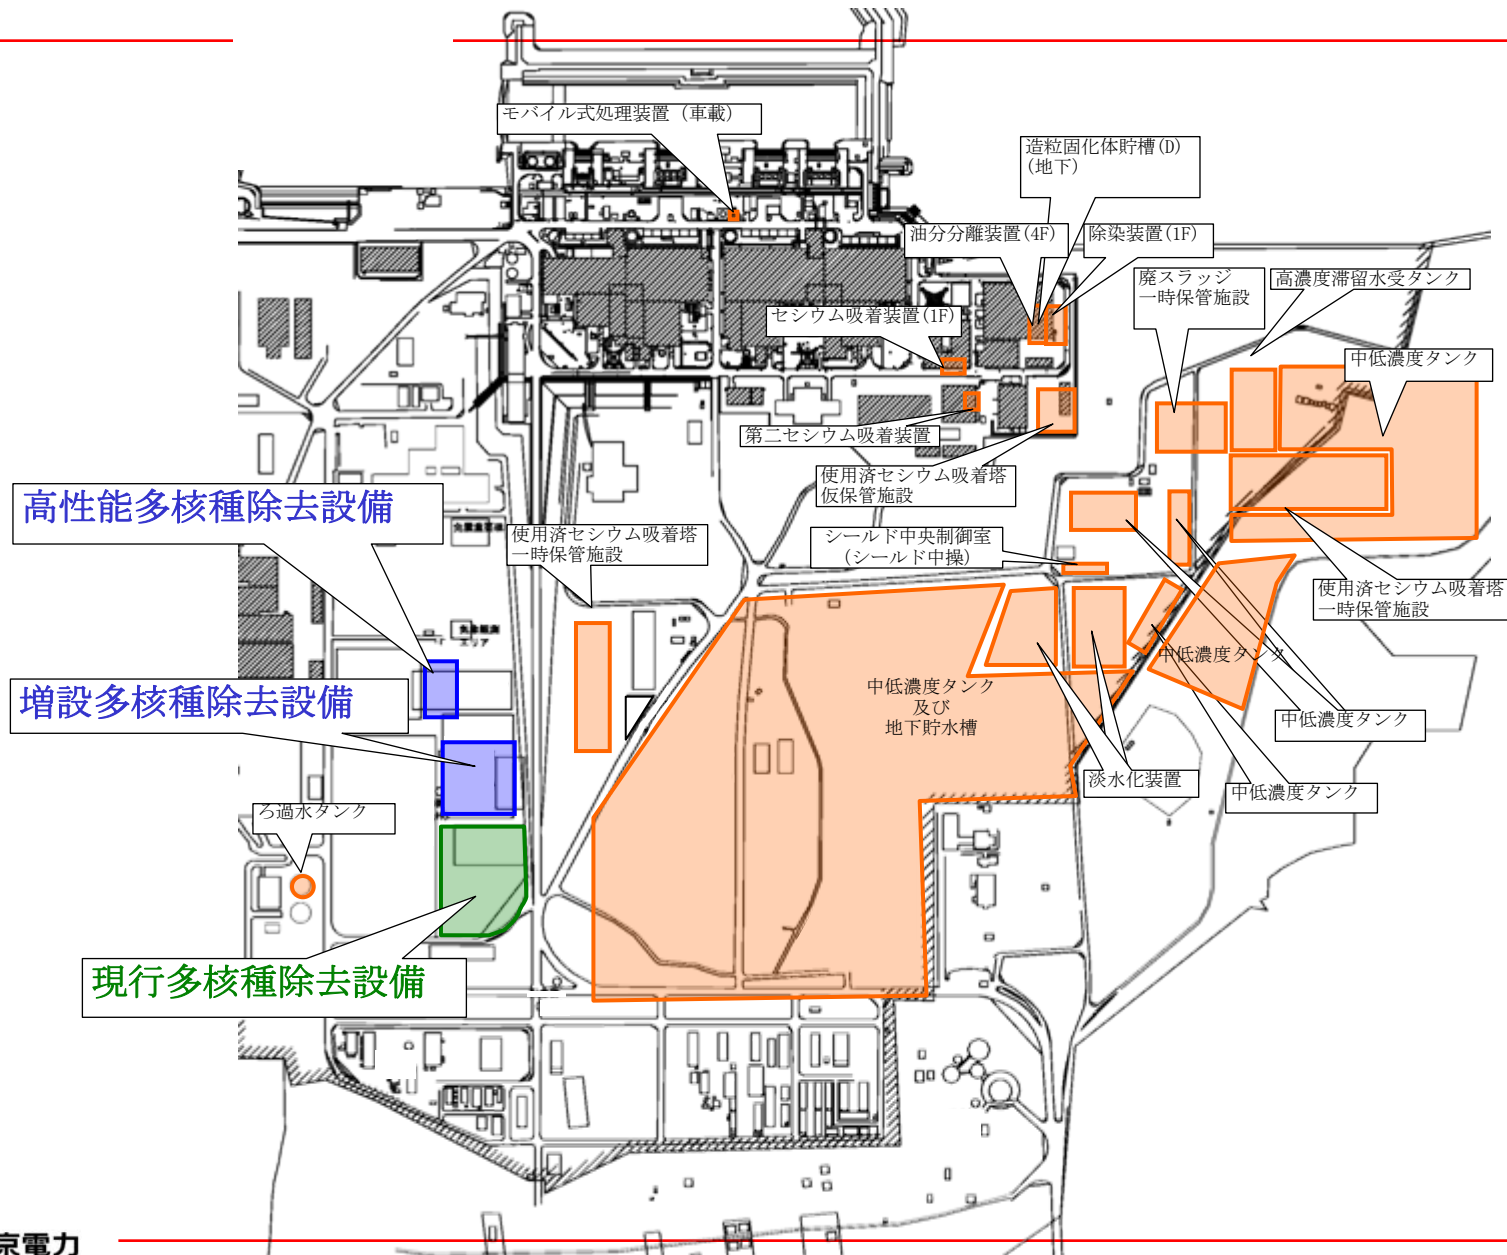 モバイル式処理装置（車載）
造粒固化体貯槽(D)
(地下)
油分分離装置(4F)
除染装置(1F)
廃スラッジ
一時保管施設
高濃度滞留水受タンク
セシウム吸着装置(1F)
中低濃度タンク
第二セシウム吸着装置
使用済セシウム吸着塔
仮保管施設
高性能多核種除去設備
使用済セシウム吸着塔
一時保管施設
シールド中央制御室
（シールド中操）
使用済セシウム吸着塔
一時保管施設
エリア
中低濃度タンク
増設多核種除去設備
中低濃度タンク
及び
地下貯水槽
中低濃度タンク
淡水化装置
中低濃度タンク
ろ過水タンク
現行多核種除去設備
京電力